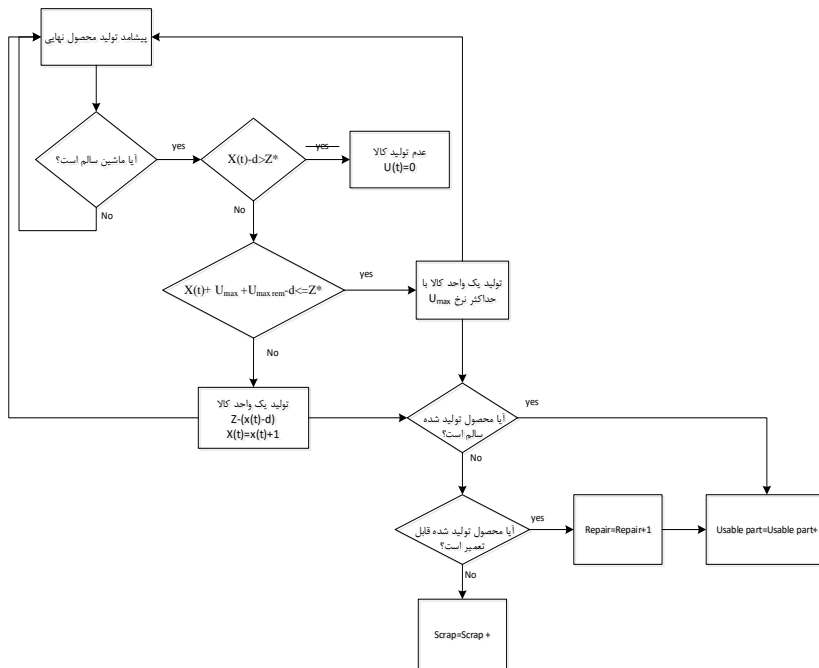 پیشامد تولید محصول نهایی
آیا ماشین سالم است؟
yes
No
X(t)-d>Z*
yes
No
عدم تولید کالا
U(t)=0
X(t)+ Umax +Umax rem-d<=Z*
yes
No
تولید یک واحد کالا با
حداکثر نرخ Umax
تولید یک واحد کالا
Z-(x(t)-d)
X(t)=x(t)+1
آیا محصول تولید شده
سالم است؟
yes
No
آیا محصول تولید شده قابل
تعمیر است؟
yes
No
Repair=Repair+1
Usable part=Usable part+
Scrap=Scrap +